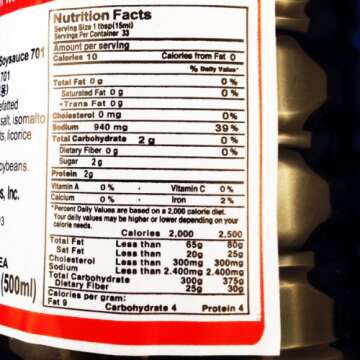 Nutrition Facts
Serving Size 1 tbsp(15ml)
Servings Per Container 33
Amount per serving
Calories 10 Calories from Fat 0
% Daily Value*
Total Fat 0 g 0 %
Saturated Fat 0 g 0 %
• Trans Fat 0 g
Cholesterol 0 mg 0 %
Sodium 940 mg 39 %
Total Carbohydrate 2 g 0 %
Dietary Fiber 0 g 0 %
Sugar 2 g
Protein 2g
Vitamin A 0 % • Vitamin C 0 %
Calcium 0 % • Iron 2 %
*Percent Daily Values are based on a 2,000 calorie diet.
Your daily values may be higher or lower depending on your
calorie needs.
Calories 2,000 2,500
Total Fat Less than 65g 80g
Sat Fat Less than 20g 25g
Cholesterol Less than 300mg 300mg
Sodium Less than 2.400mg 2.400mg
Total Carbohydrate 300g 375g
Dietary Fiber 25g 30g
Calories per gram:
Fat 9 Carbohydrate 4 Protein 4
Soysauce 701
701
efatted
salt, isomalto
ts, licorice
oybeans.
s, Inc.
03
EA
(500ml)